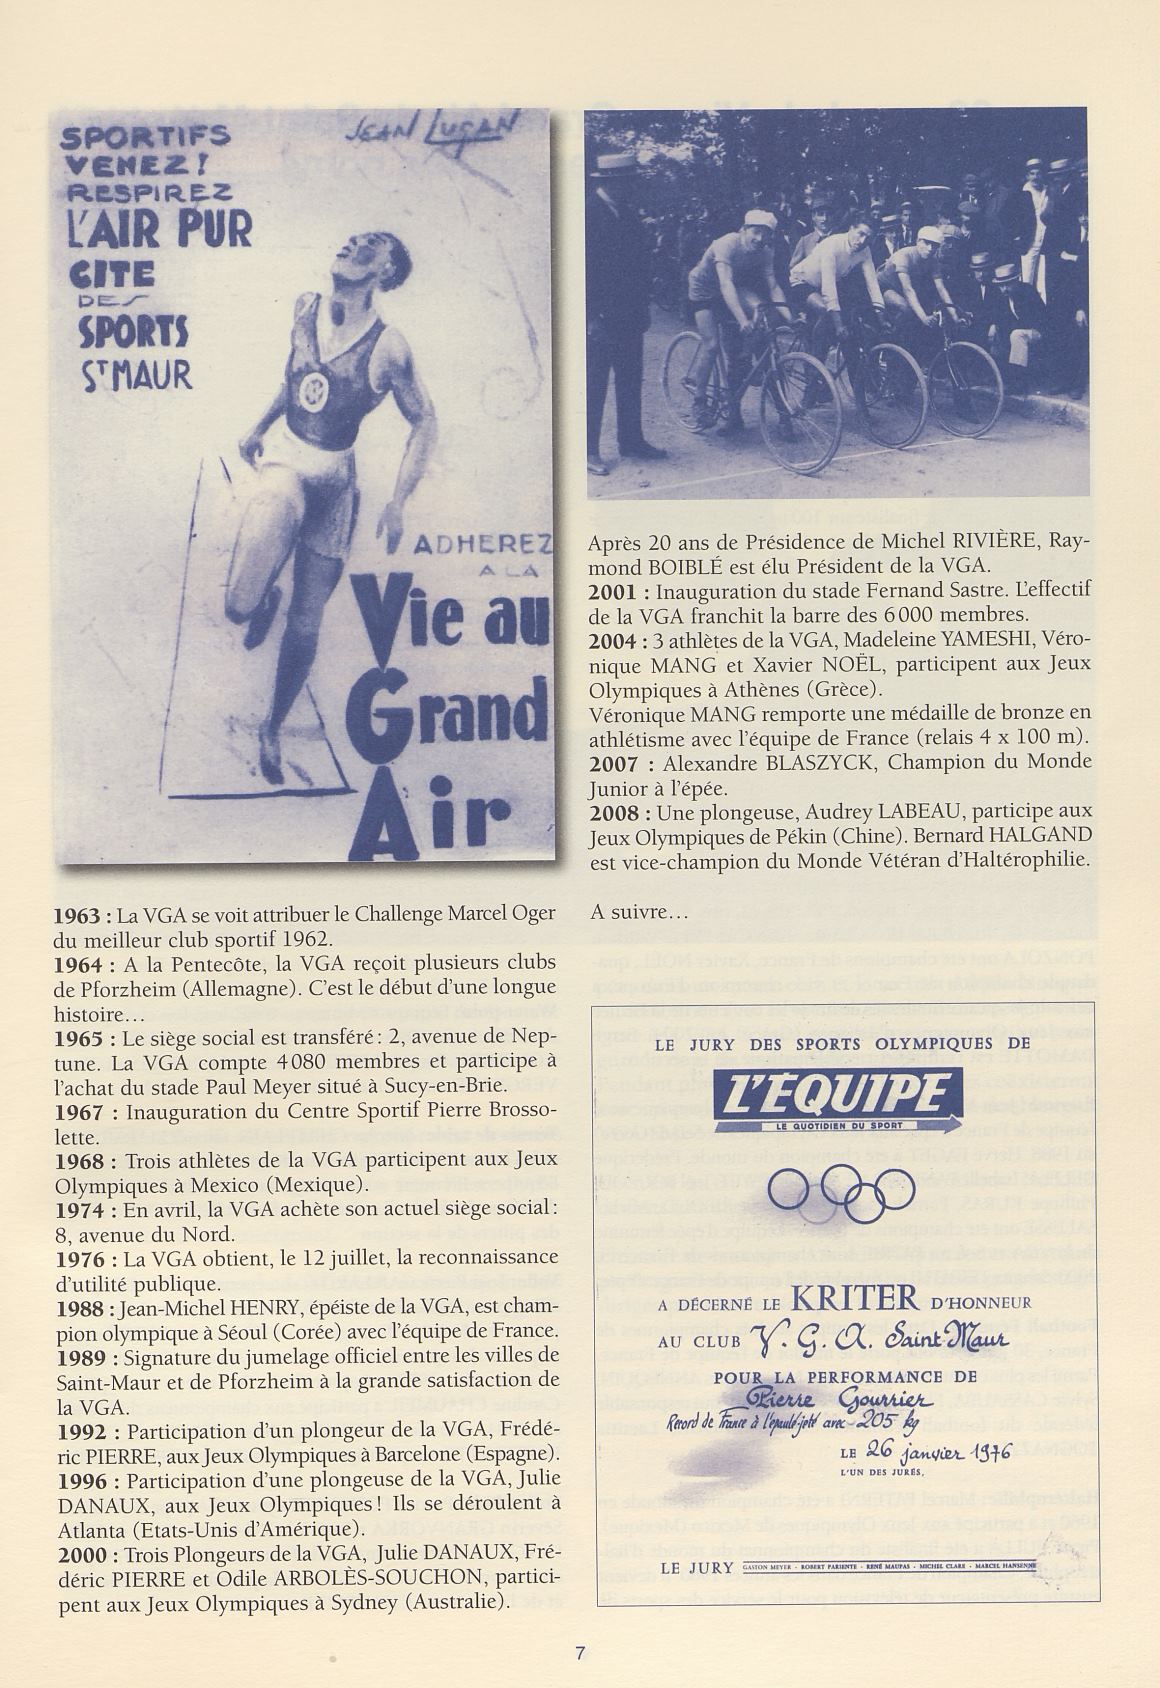 SPORTIFS
VENEZ!
RESPIREZ
L'AIR PUR
CITE
DES
SPORTS
ST MAUR
JEAN LUGAN
ADHEREZ
A LA
Vie au
Grand
Air
1963 : La VGA se voit attribuer le Challenge Marcel Oger
du meilleur club sportif 1962.
1964 : A la Pentecôte, la VGA reçoit plusieurs clubs
de Pforzheim (Allemagne). C'est le début d'une longue
histoire…
1965 : Le siège social est transféré : 2, avenue de Nep-
tune. La VGA compte 4 080 membres et participe à
l'achat du stade Paul Meyer situé à Sucy-en-Brie.
1967 : Inauguration du Centre Sportif Pierre Brosso-
lette.
1968 : Trois athlètes de la VGA participent aux Jeux
Olympiques à Mexico (Mexique).
1974 : En avril, la VGA achète son actuel siège social :
8, avenue du Nord.
1976 : La VGA obtient, le 12 juillet, la reconnaissance
d'utilité publique.
1988 : Jean-Michel HENRY, épéiste de la VGA, est cham-
pion olympique à Séoul (Corée) avec l'équipe de France.
1989 : Signature du jumelage officiel entre les villes de
Saint-Maur et de Pforzheim à la grande satisfaction de
la VGA.
1992 : Participation d'un plongeur de la VGA, Frédé-
ric PIERRE, aux Jeux Olympiques à Barcelone (Espagne).
1996 : Participation d'une plongeuse de la VGA, Julie
DANAUX, aux Jeux Olympiques ! Ils se déroulent à
Atlanta (Etats-Unis d'Amérique).
2000 : Trois Plongeurs de la VGA, Julie DANAUX, Fré-
déric PIERRE et Odile ARBOLÈS-SOUCHON, partici-
pent aux Jeux Olympiques à Sydney (Australie).
Après 20 ans de Présidence de Michel RIVIÈRE, Ray-
mond BOIBLÉ est élu Président de la VGA.
2001 : Inauguration du stade Fernand Sastre. L'effectif
de la VGA franchit la barre des 6 000 membres.
2004 : 3 athlètes de la VGA, Madeleine YAMESHI, Véro-
nique MANG et Xavier NOËL, participent aux Jeux
Olympiques à Athènes (Grèce).
Véronique MANG remporte une médaille de bronze en
athlétisme avec l'équipe de France (relais 4 x 100 m).
2007 : Alexandre BLASZYCK, Champion du Monde
Junior à l'épée.
2008 : Une plongeuse, Audrey LABEAU, participe aux
Jeux Olympiques de Pékin (Chine). Bernard HALGAND
est vice-champion du Monde Vétéran d'Haltérophilie.
A suivre…
LE JURY DES SPORTS OLYMPIQUES DE
L'ÉQUIPE
LE QUOTIDIEN DU SPORT
A DÉCERNÉ LE KRITER D'HONNEUR
AU CLUB V. G. A. Saint-Maur
POUR LA PERFORMANCE DE
Pierre Gourrier
Record de France à l'épaulé jeté avec 205 kg
LE 26 janvier 1976
L'UN DES JURÉS,
LE JURY GASTON MEYER - ROBERT PARIENTE - RENÉ MAUPAS - MICHEL CLARE - MARCEL HANSENNE
7